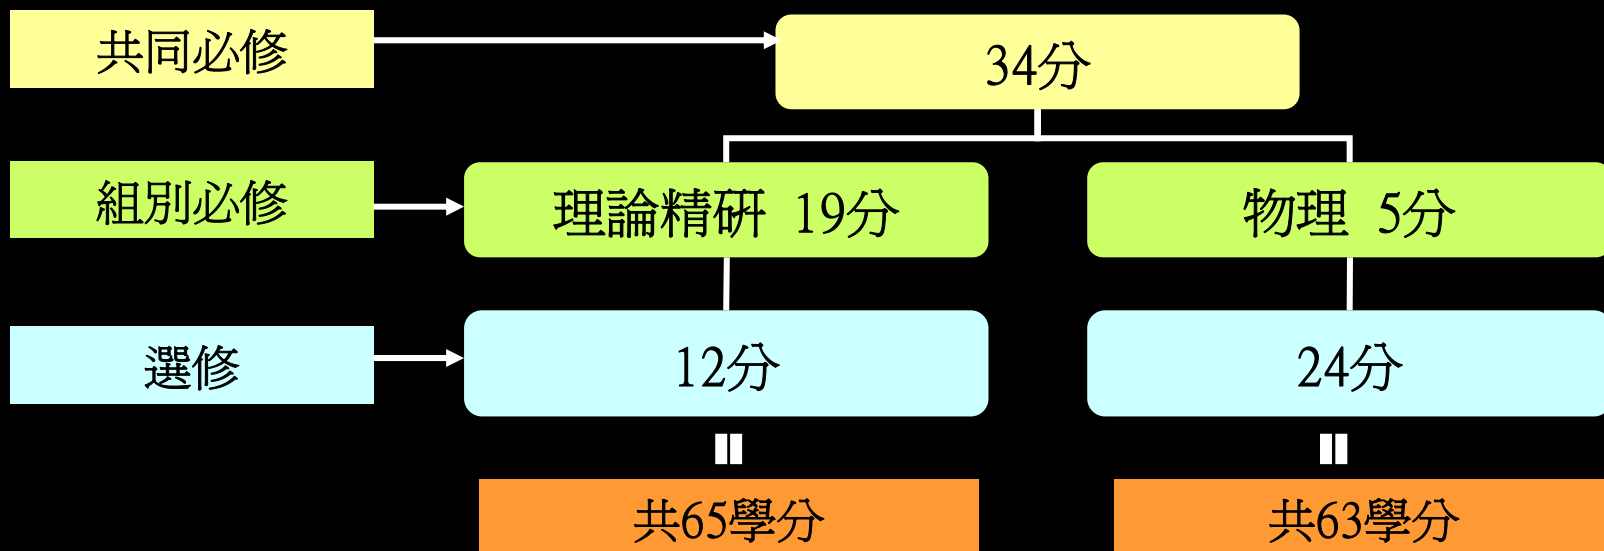 共同必修
34分
組別必修
理論精研 19分
物理 5分
選修
12分
24分
共65學分
共63學分